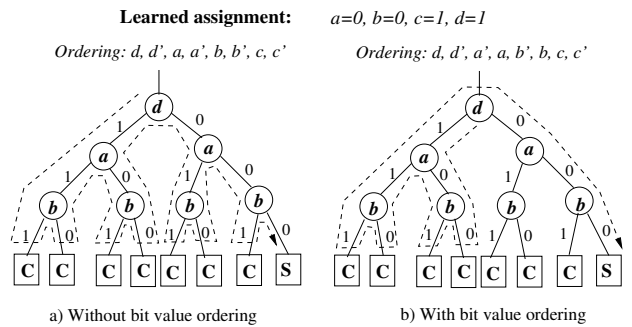 Learned assignment: a=0, b=0, c=1, d=1
Ordering: d, d', a, a', b, b', c, c' Ordering: d, d', a', a, b', b, c, c'
d d
1 0 1 0
a a a a
1 0 1 0 1 0 1 0
b b b b b b b b
1 0 1 0 1 0 1 0 1 0 1 0 1 0 1 0
C C C C C C C S C C C C C C C S
a) Without bit value ordering b) With bit value ordering